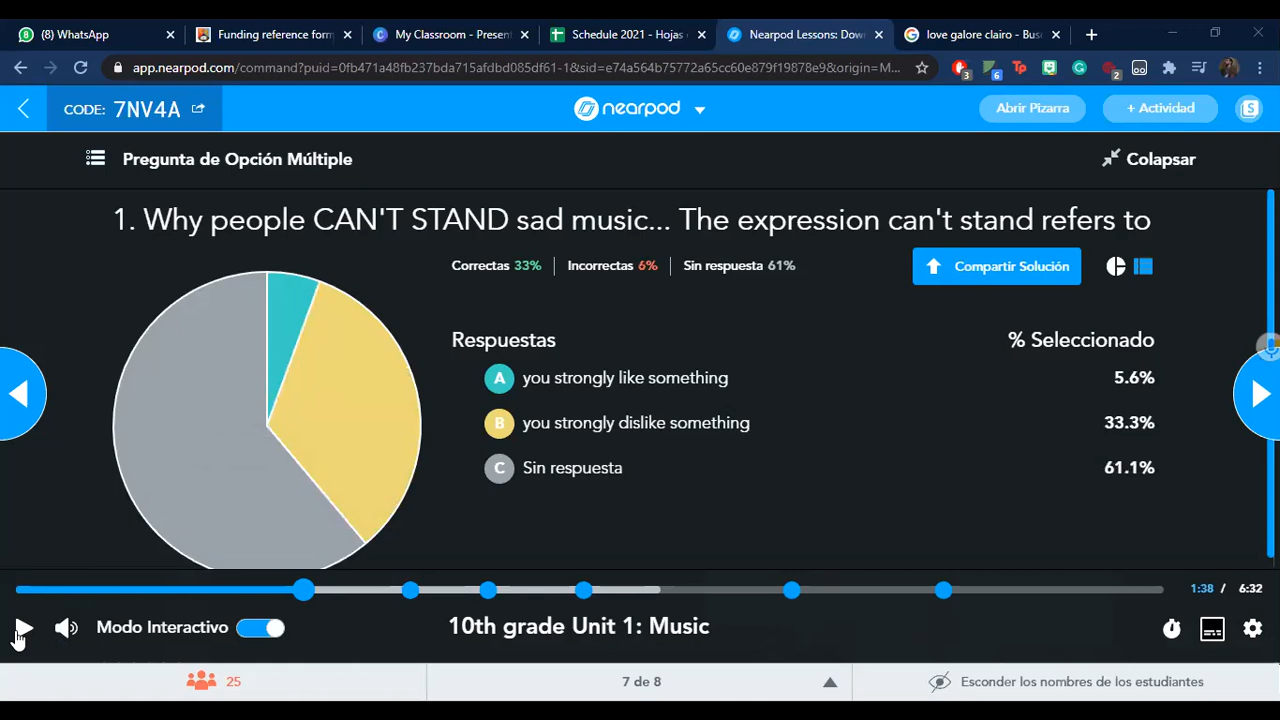 (8) WhatsApp
Funding reference forn
My Classroom - Present
Schedule 2021 - Hojas
Nearpod Lessons: Dow
love galore clairo - Bus
app.nearpod.com/command?puid=0fb471a48fb237bda715afdbd085df61-1&sid=e74a564b75772a65cc60e879f19878e9&origin=M...
CODE: 7NV4A
nearpod
Abrir Pizarra
+ Actividad
Pregunta de Opción Múltiple
Colapsar
1. Why people CAN'T STAND sad music... The expression can't stand refers to
Correctas 33%
Incorrectas 6%
Sin respuesta 61%
Compartir Solución
Respuestas
% Seleccionado
A you strongly like something 5.6%
B you strongly dislike something 33.3%
C Sin respuesta 61.1%
1:38 / 6:32
Modo Interactivo
10th grade Unit 1: Music
25
7 de 8
Esconder los nombres de los estudiantes